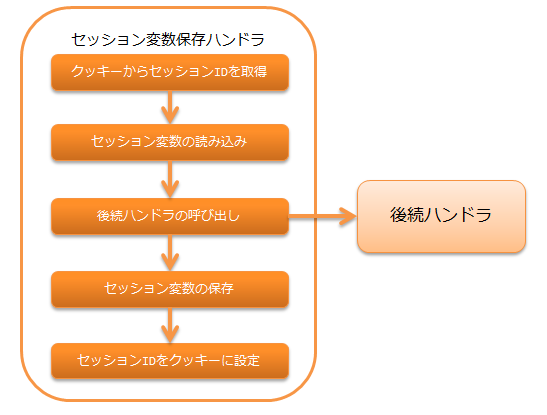 セッション変数保存ハンドラ
クッキーからセッションIDを取得
セッション変数の読み込み
後続ハンドラの呼び出し
後続ハンドラ
セッション変数の保存
セッションIDをクッキーに設定